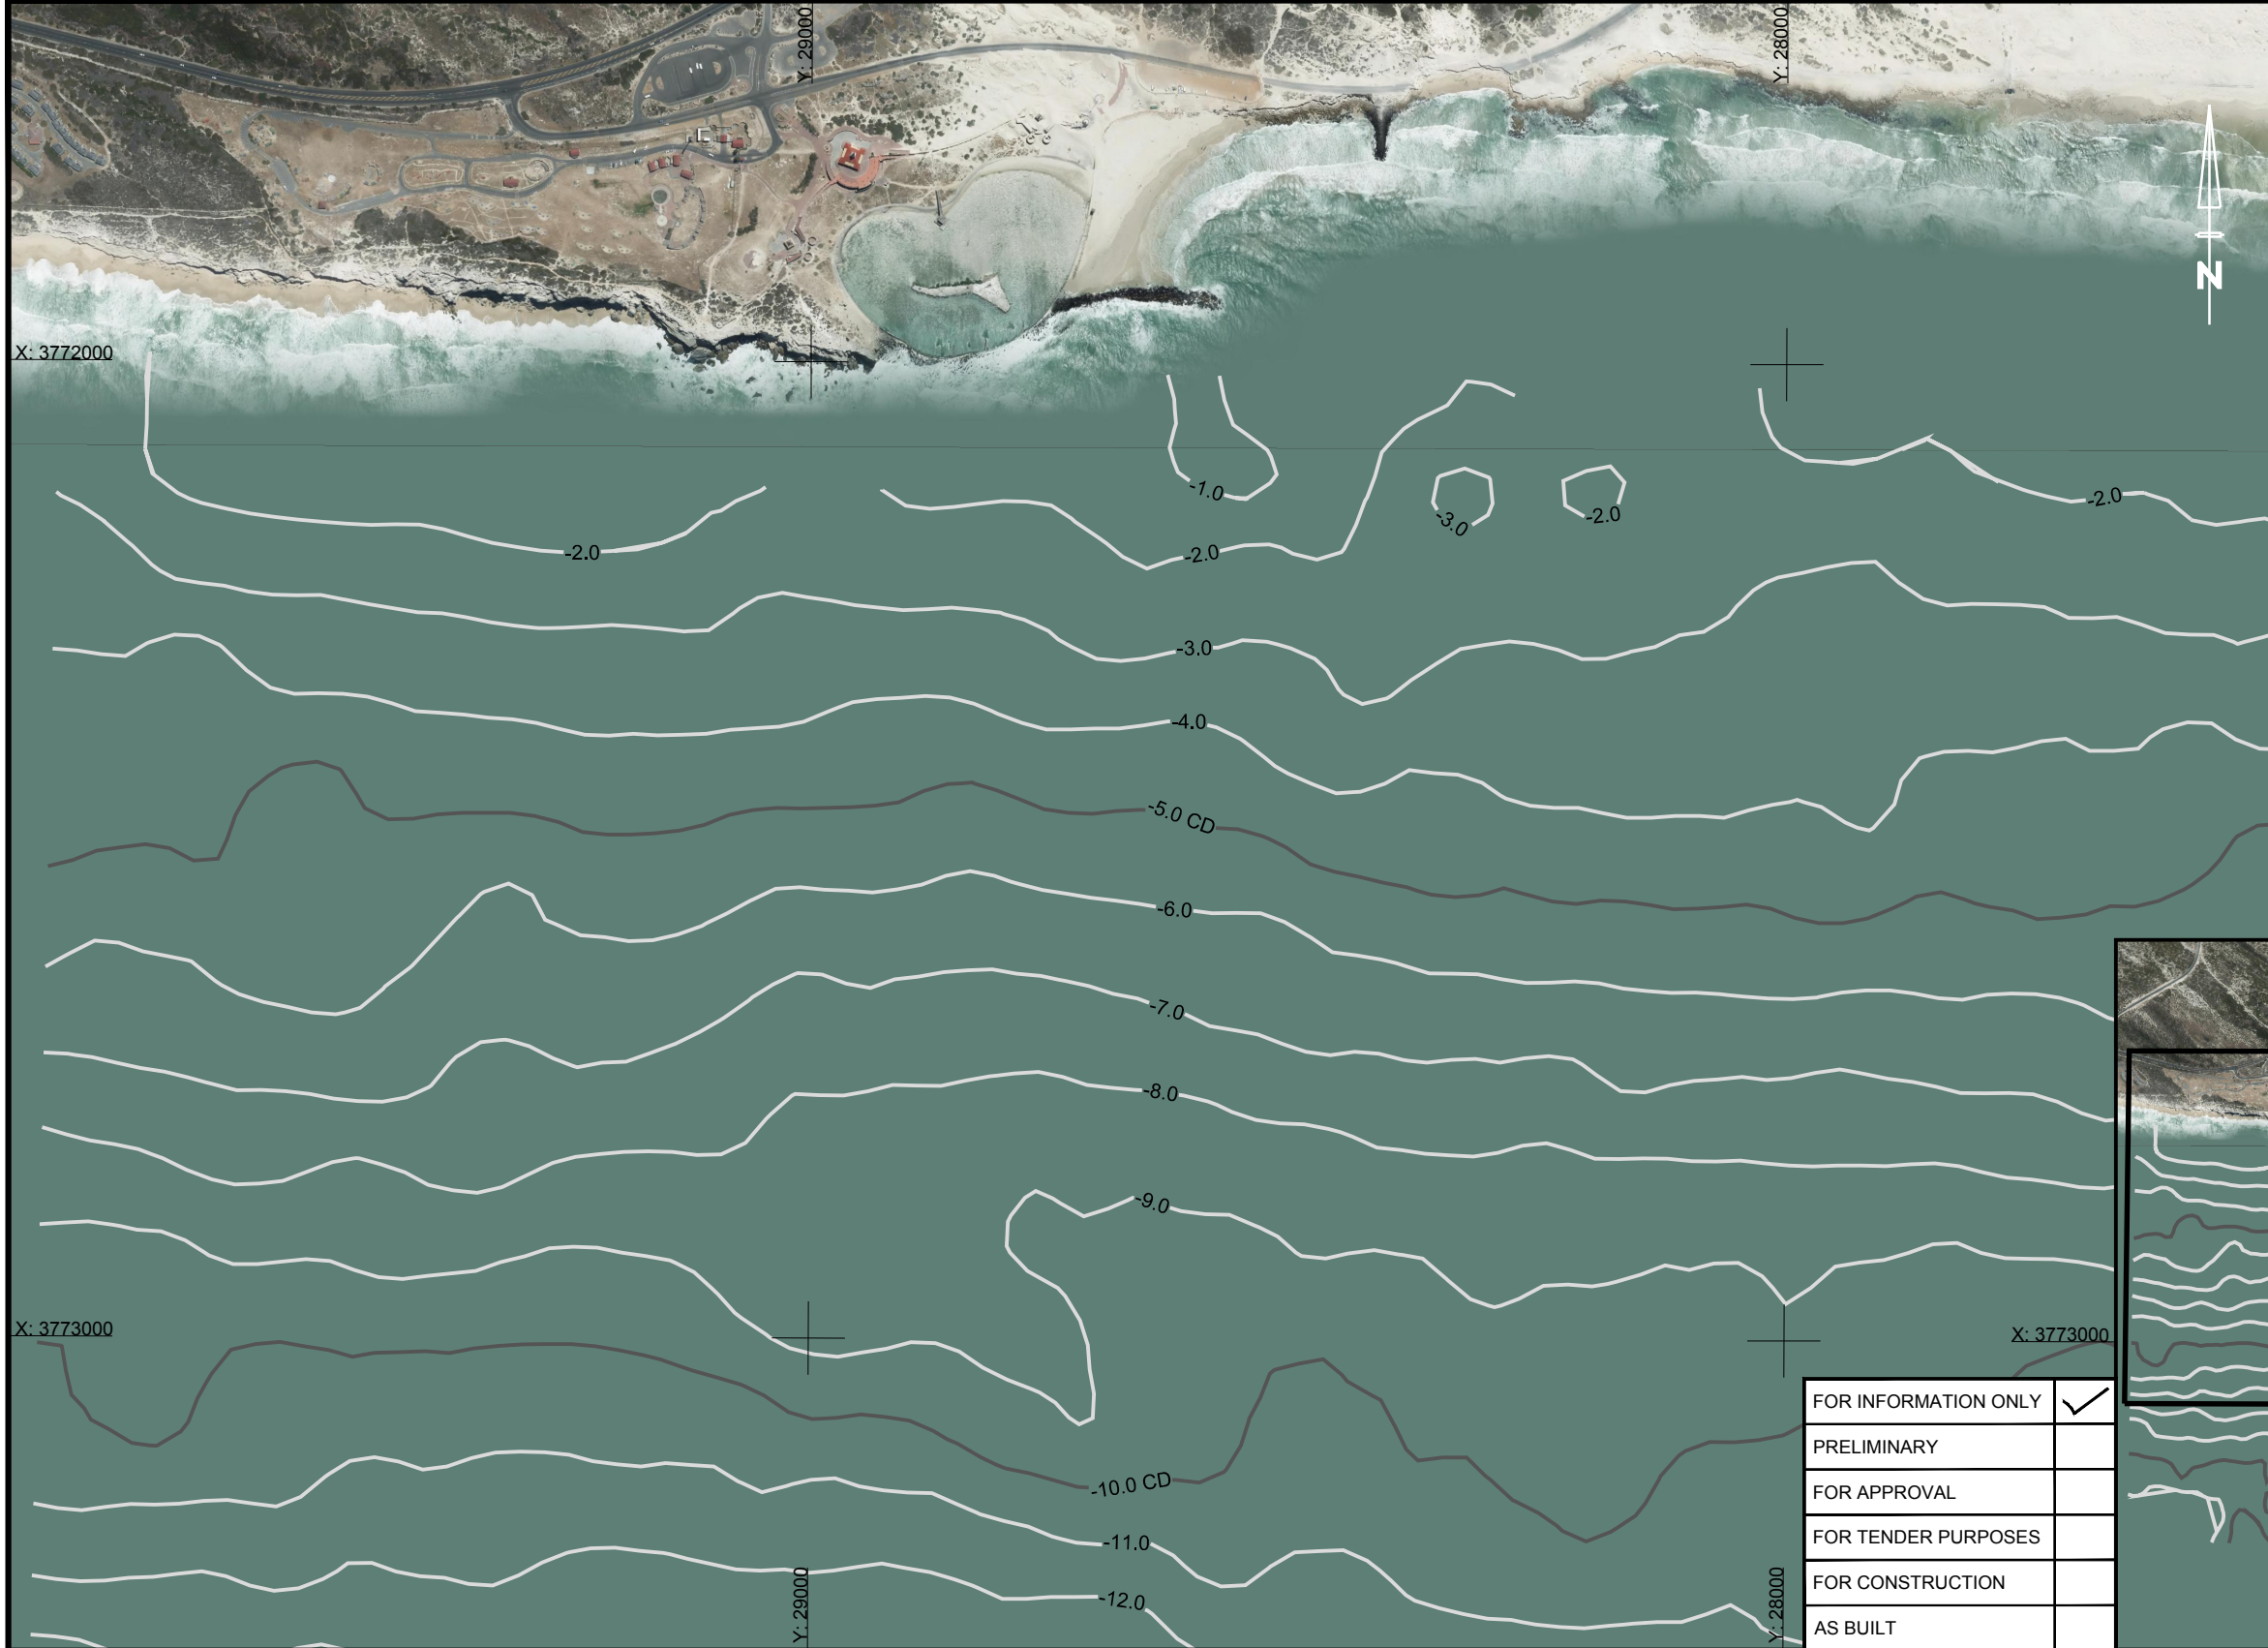 Y: 29000
Y: 28000
N
X: 3772000
-1.0
-3.0
-2.0
-2.0
-2.0
-2.0
-3.0
-4.0
-5.0 CD
-6.0
-7.0
-8.0
-9.0
X: 3773000
X: 3773000
-10.0 CD
-11.0
-12.0
Y: 29000
Y: 28000
FOR INFORMATION ONLY
PRELIMINARY
FOR APPROVAL
FOR TENDER PURPOSES
FOR CONSTRUCTION
AS BUILT